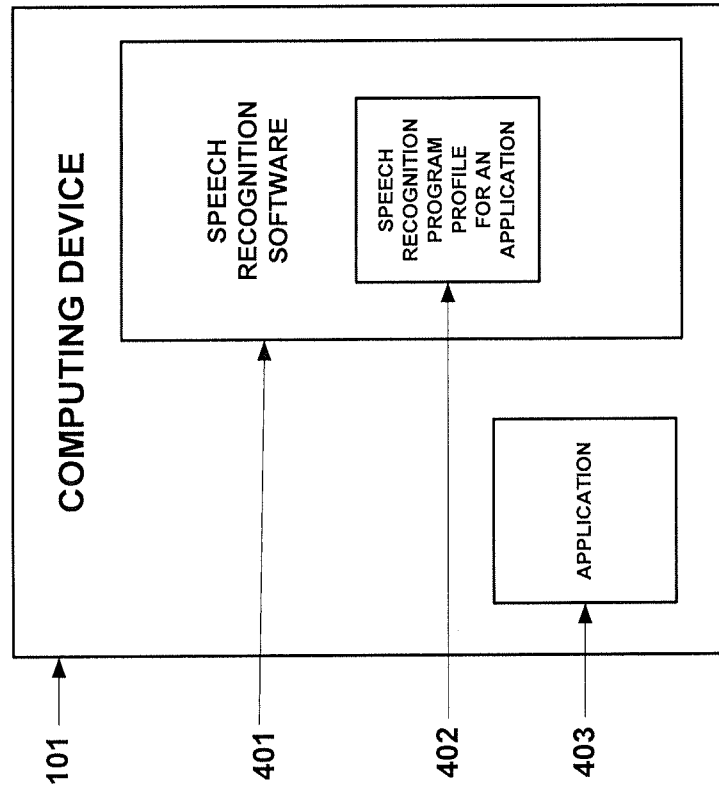 COMPUTING DEVICE
SPEECH
RECOGNITION
SOFTWARE
SPEECH
RECOGNITION
PROGRAM
PROFILE
FOR AN
APPLICATION
APPLICATION
101
401
402
403